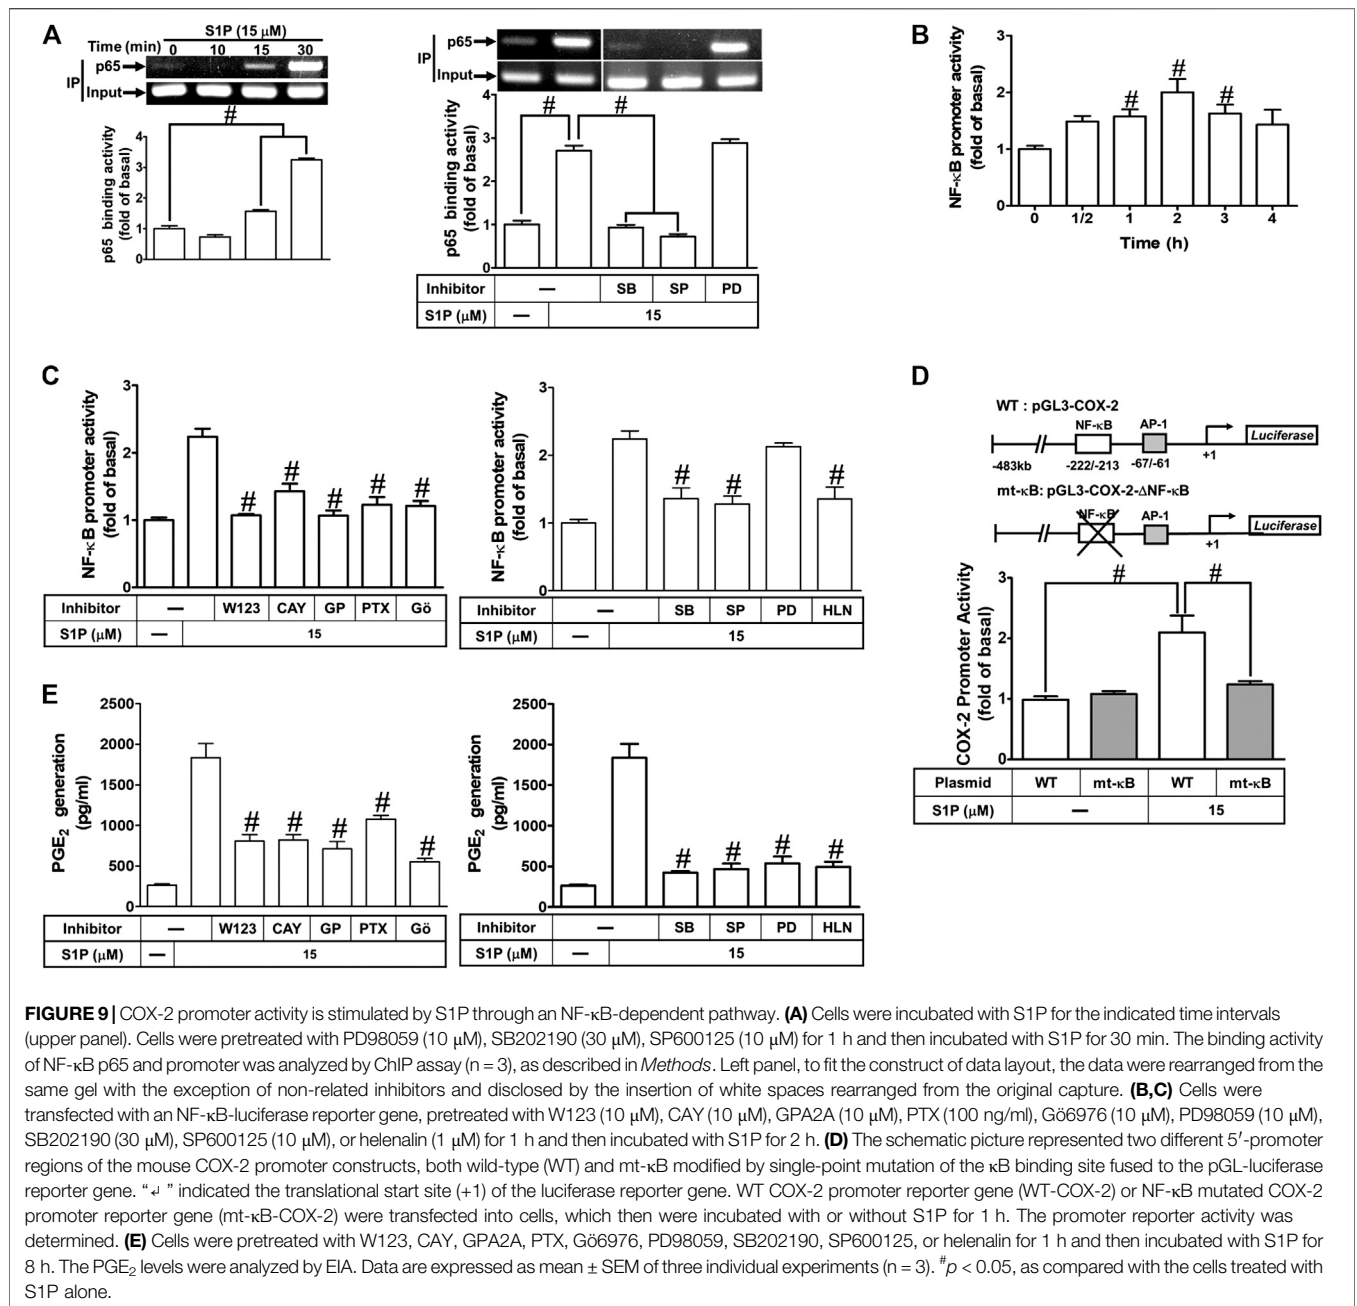 A
S1P (15 μM)
Time (min) 0 10 15 30
IP
p65
Input
#
p65 binding activity
(fold of basal)
4
3
2
1
0
IP
p65
Input
# #
p65 binding activity
(fold of basal)
4
3
2
1
0
Inhibitor — SB SP PD
S1P (μM) — 15
B
NF-κB promoter activity
(fold of basal)
3
2
1
0
# # #
0 1/2 1 2 3 4
Time (h)
C
NF-κB promoter activity
(fold of basal)
3
2
1
0
# # # # #
Inhibitor — W123 CAY GP PTX Gö
S1P (μM) — 15
NF-κB promoter activity
(fold of basal)
3
2
1
0
# # #
Inhibitor — SB SP PD HLN
S1P (μM) — 15
D
WT : pGL3-COX-2
NF-κB AP-1
Luciferase
-483kb -222/-213 -67/-61 +1
mt-κB: pGL3-COX-2-ΔNF-κB
NF-κB AP-1
Luciferase
+1
# #
COX-2 Promoter Activity
(fold of basal)
3
2
1
0
Plasmid WT mt-κB WT mt-κB
S1P (μM) — 15
E
PGE2 generation
(pg/ml)
2500
2000
1500
1000
500
0
# # # # #
Inhibitor — W123 CAY GP PTX Gö
S1P (μM) — 15
PGE2 generation
(pg/ml)
2500
2000
1500
1000
500
0
# # # #
Inhibitor — SB SP PD HLN
S1P (μM) — 15
FIGURE 9 | COX-2 promoter activity is stimulated by S1P through an NF-κB-dependent pathway. (A) Cells were incubated with S1P for the indicated time intervals
(upper panel). Cells were pretreated with PD98059 (10 μM), SB202190 (30 μM), SP600125 (10 μM) for 1 h and then incubated with S1P for 30 min. The binding activity
of NF-κB p65 and promoter was analyzed by ChIP assay (n = 3), as described in Methods. Left panel, to fit the construct of data layout, the data were rearranged from the
same gel with the exception of non-related inhibitors and disclosed by the insertion of white spaces rearranged from the original capture. (B,C) Cells were
transfected with an NF-κB-luciferase reporter gene, pretreated with W123 (10 μM), CAY (10 μM), GPA2A (10 μM), PTX (100 ng/ml), Gö6976 (10 μM), PD98059 (10 μM),
SB202190 (30 μM), SP600125 (10 μM), or helenalin (1 μM) for 1 h and then incubated with S1P for 2 h. (D) The schematic picture represented two different 5′-promoter
regions of the mouse COX-2 promoter constructs, both wild-type (WT) and mt-κB modified by single-point mutation of the κB binding site fused to the pGL-luciferase
reporter gene. “↲ ” indicated the translational start site (+1) of the luciferase reporter gene. WT COX-2 promoter reporter gene (WT-COX-2) or NF-κB mutated COX-2
promoter reporter gene (mt-κB-COX-2) were transfected into cells, which then were incubated with or without S1P for 1 h. The promoter reporter activity was
determined. (E) Cells were pretreated with W123, CAY, GPA2A, PTX, Gö6976, PD98059, SB202190, SP600125, or helenalin for 1 h and then incubated with S1P for
8 h. The PGE2 levels were analyzed by EIA. Data are expressed as mean ± SEM of three individual experiments (n = 3). #p < 0.05, as compared with the cells treated with
S1P alone.